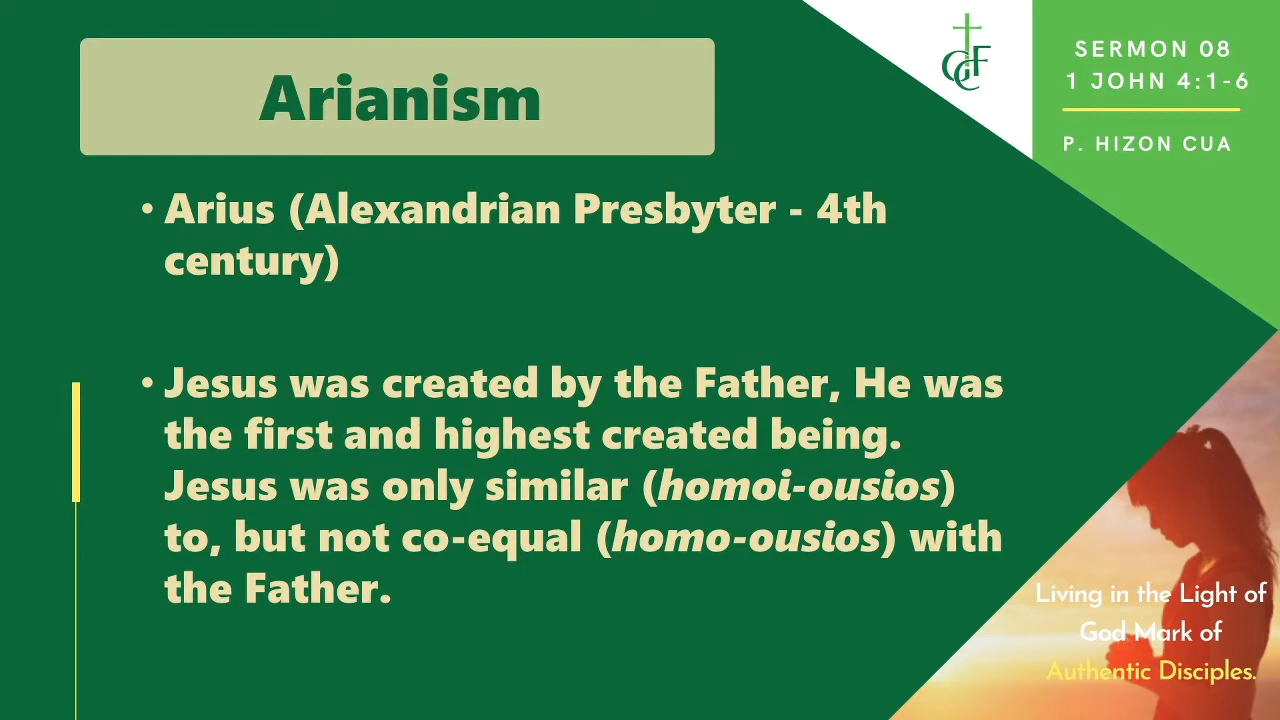 Arianism
• Arius (Alexandrian Presbyter - 4th
century)
• Jesus was created by the Father, He was
the first and highest created being.
Jesus was only similar (homoi-ousios)
to, but not co-equal (homo-ousios) with
the Father.
GCF
SERMON 08
1 JOHN 4:1-6
P. HIZON CUA
Living in the Light of
God Mark of
Authentic Disciples.